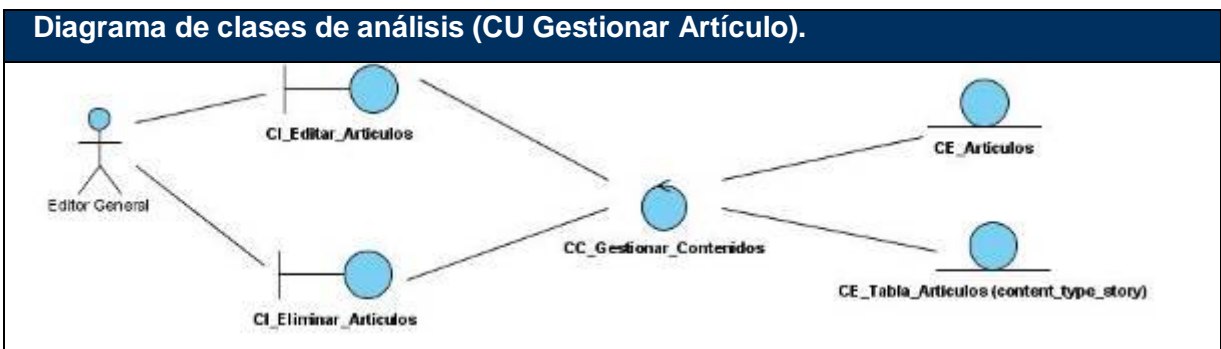 Diagrama de clases de análisis (CU Gestionar Artículo).
CI_Editar_Articulos
CE_Articulos
Editor General
CC_Gestionar_Contenidos
CE_Tabla_Articulos (content_type_story)
CI_Eliminar_Articulos